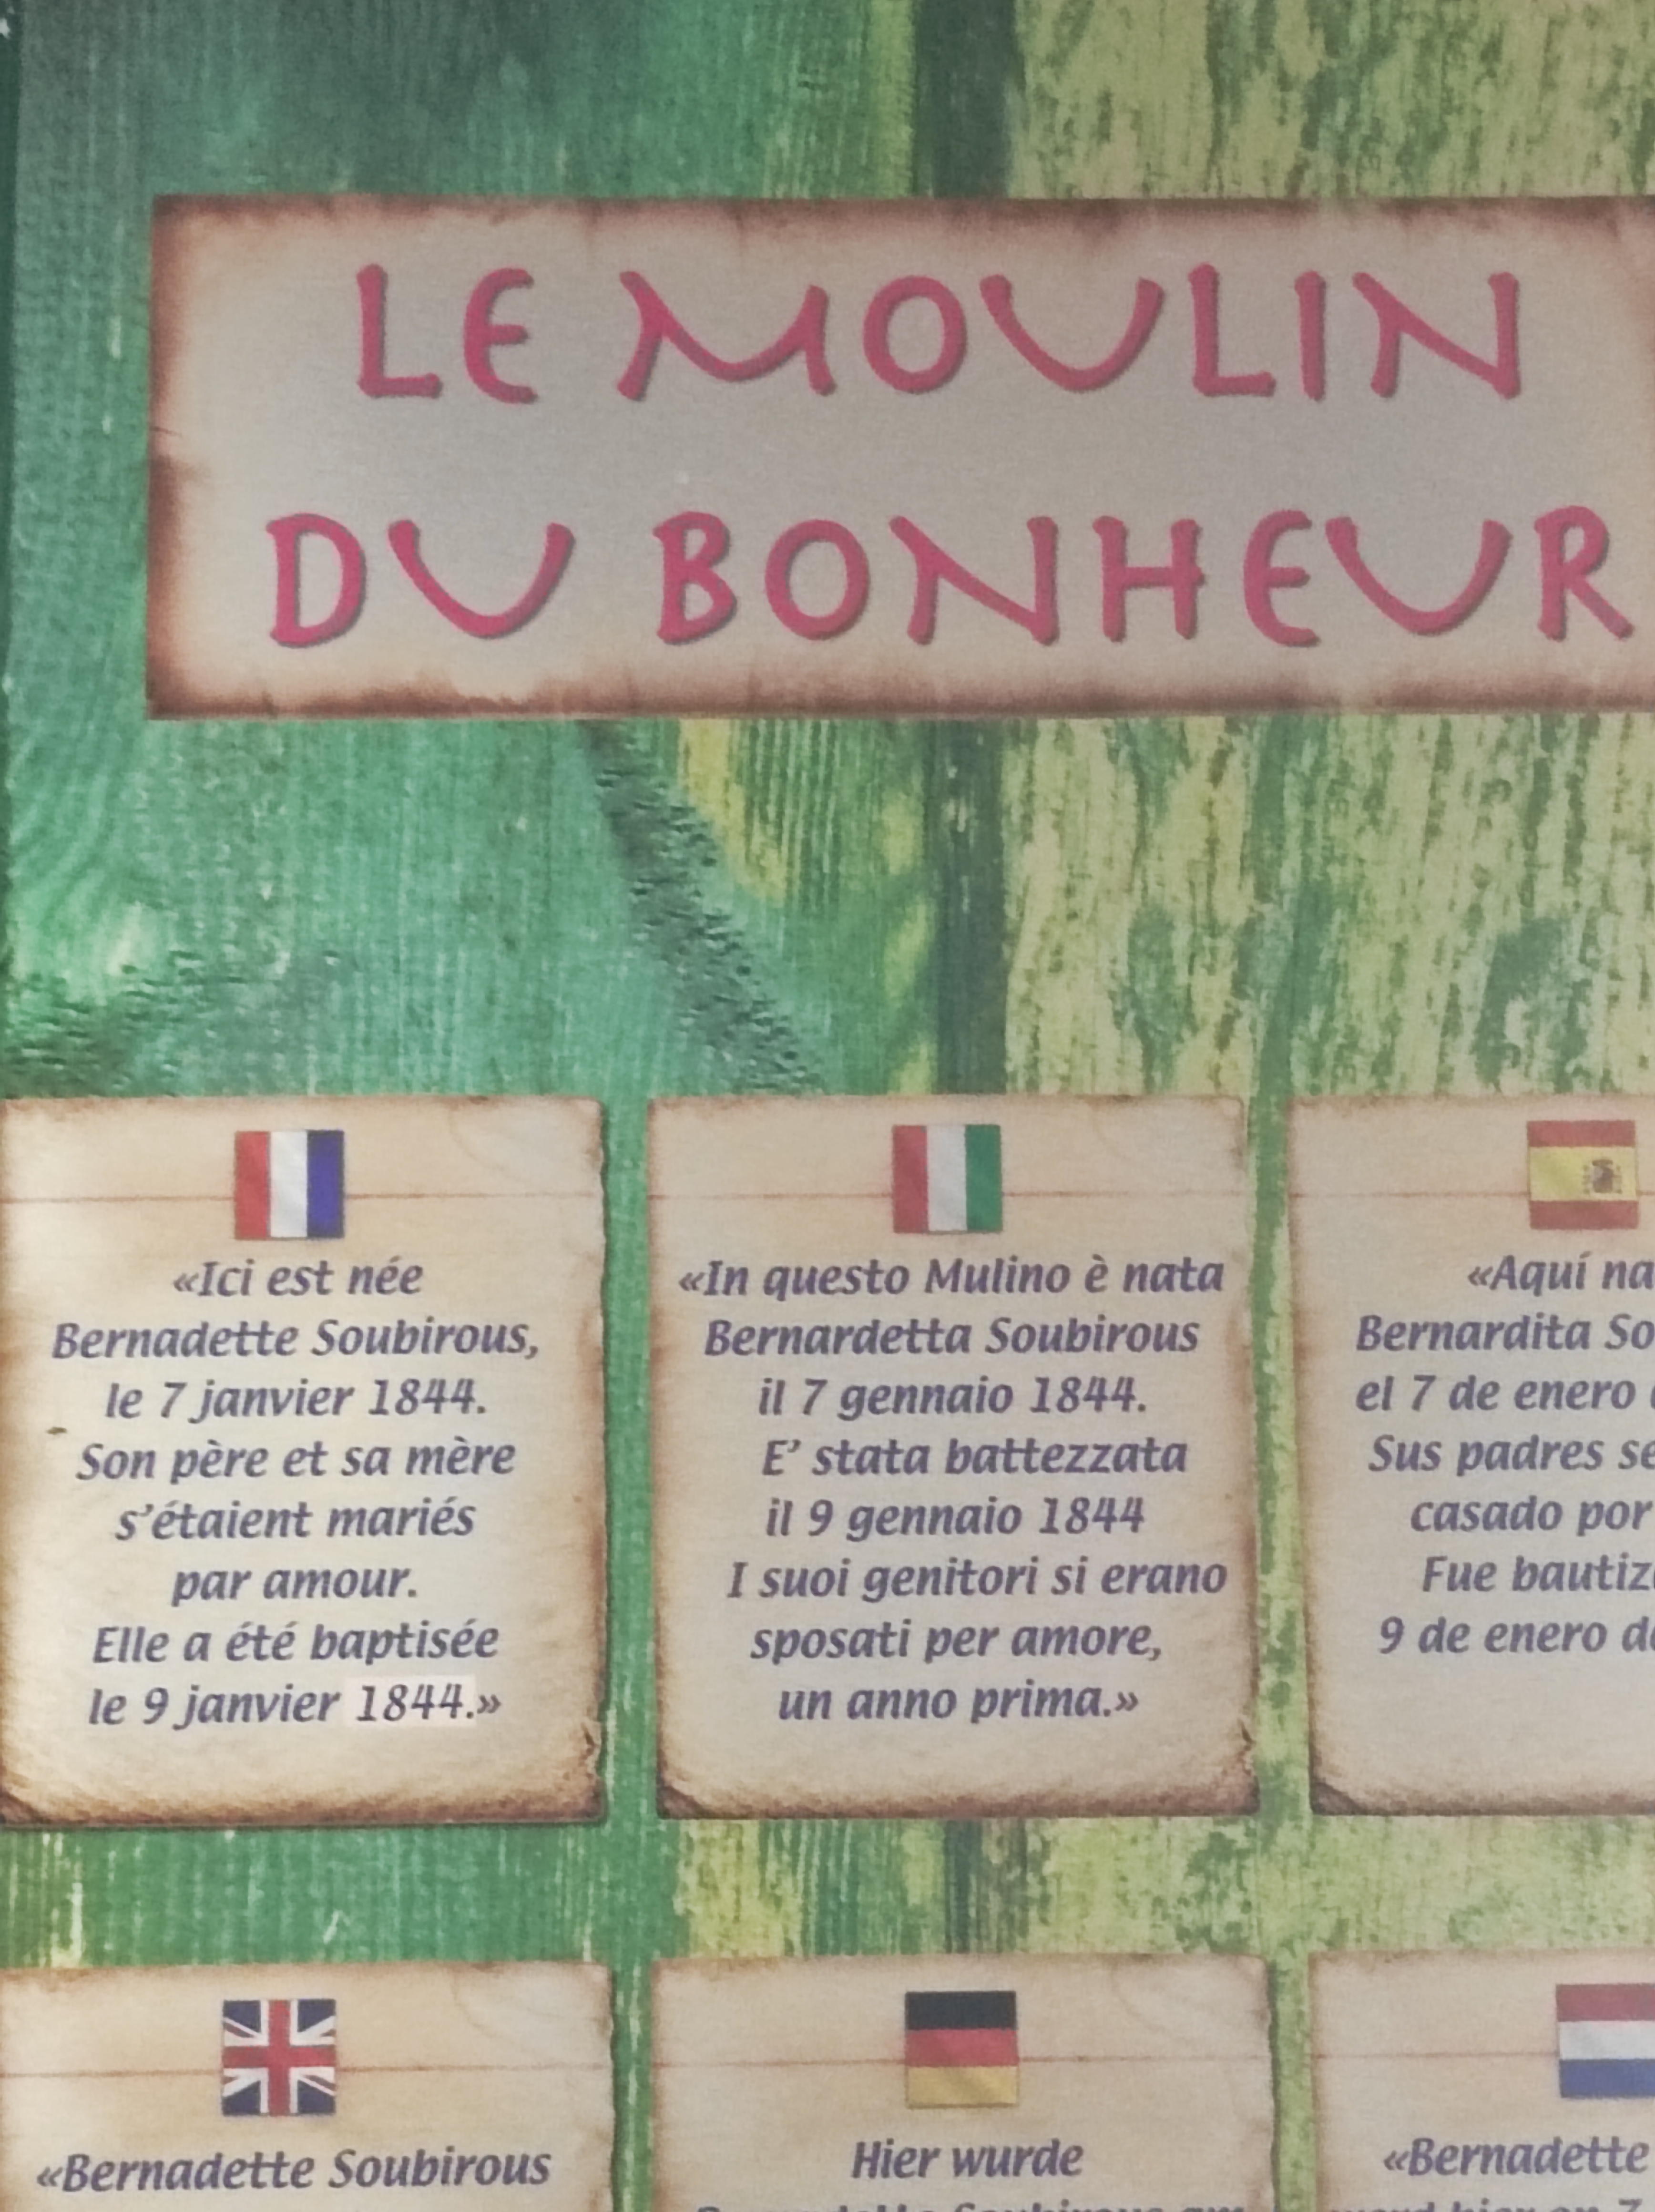 LE MOULIN
DU BONHEUR
«Ici est née
Bernadette Soubirous,
le 7 janvier 1844.
Son père et sa mère
s'étaient mariés
par amour.
Elle a été baptisée
le 9 janvier 1844.»
«In questo Mulino è nata
Bernardetta Soubirous
il 7 gennaio 1844.
E' stata battezzata
il 9 gennaio 1844
I suoi genitori si erano
sposati per amore,
un anno prima.»
«Aquí
Bernardita
el 7 de enero
Sus padres
casado por
Fue
9 de enero
«Bernadette Soubirous
Hier wurde
«Bernadette